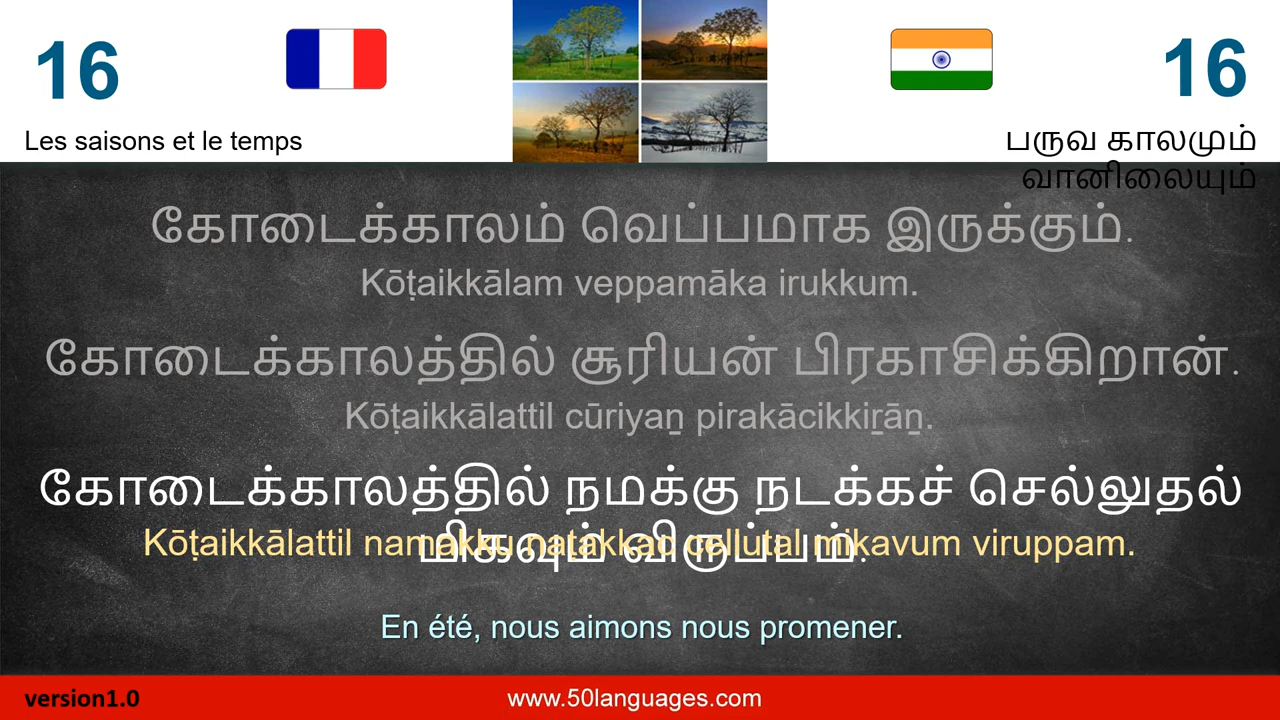 16
16
Les saisons et le temps
பருவ காலமும்
வானிலையும்
கோடைக்காலம் வெப்பமாக இருக்கும்.
Kōṭaikkālam veppamāka irukkum.
கோடைக்காலத்தில் சூரியன் பிரகாசிக்கிறான்.
Kōṭaikkālattil cūriyaṉ pirakācikkiṟāṉ.
கோடைக்காலத்தில் நமக்கு நடக்கச் செல்லுதல்
மிகவும் விருப்பம்.
Kōṭaikkālattil namakku naṭakkac cellutal mikavum viruppam.
En été, nous aimons nous promener.
version1.0
www.50languages.com